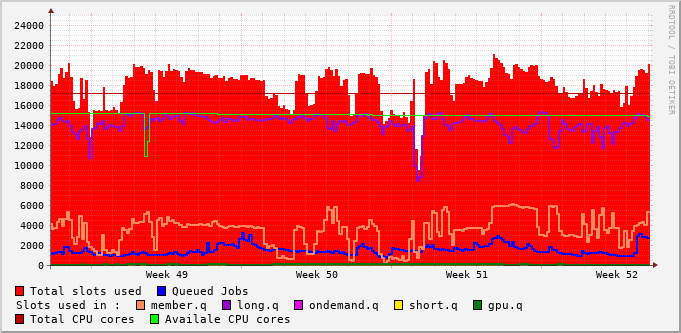 24000
22000
20000
18000
16000
14000
12000
10000
8000
6000
4000
2000
0
Week 49 Week 50 Week 51 Week 52
RRDTOOL / TOBI OETIKER
Total slots used Queued Jobs
Slots used in : member.q long.q ondemand.q short.q gpu.q
Total CPU cores Availale CPU cores